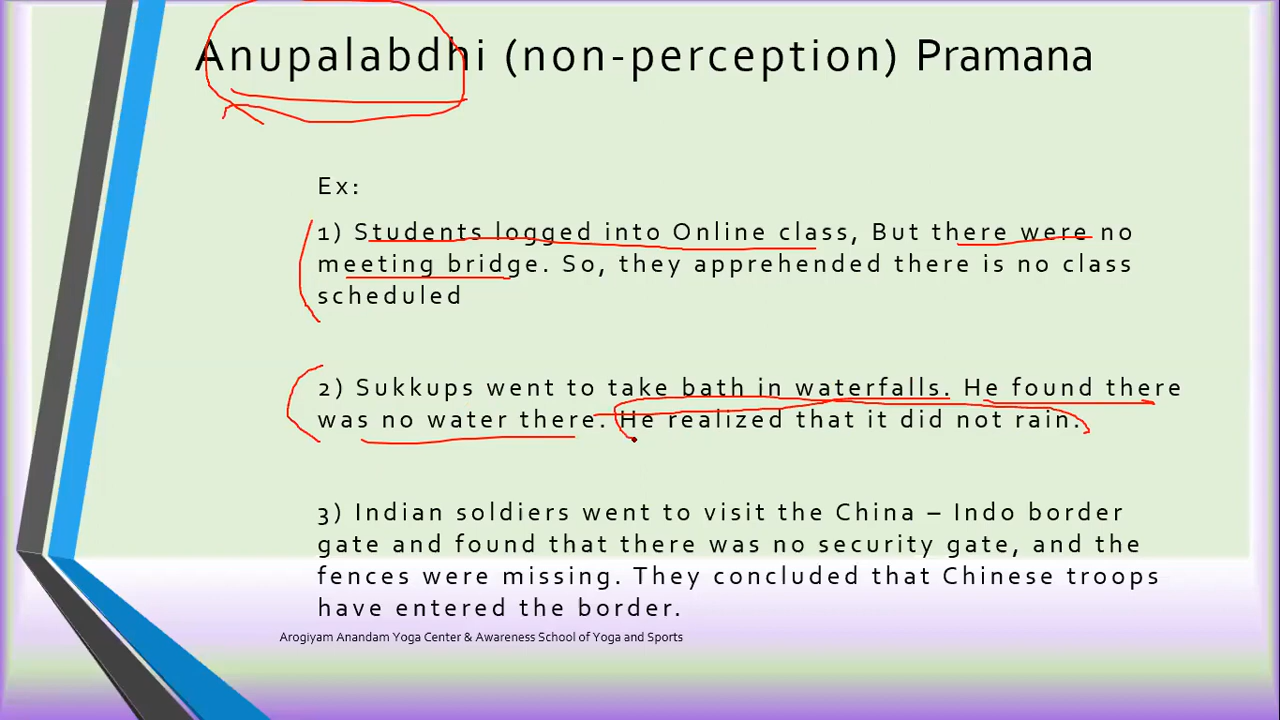 Anupalabdhi (non-perception) Pramana
Ex:
1) Students logged into Online class, But there were no
meeting bridge. So, they apprehended there is no class
scheduled
2) Sukkups went to take bath in waterfalls. He found there
was no water there. He realized that it did not rain.
3) Indian soldiers went to visit the China – Indo border
gate and found that there was no security gate, and the
fences were missing. They concluded that Chinese troops
have entered the border.
Arogiyam Anandam Yoga Center & Awareness School of Yoga and Sports